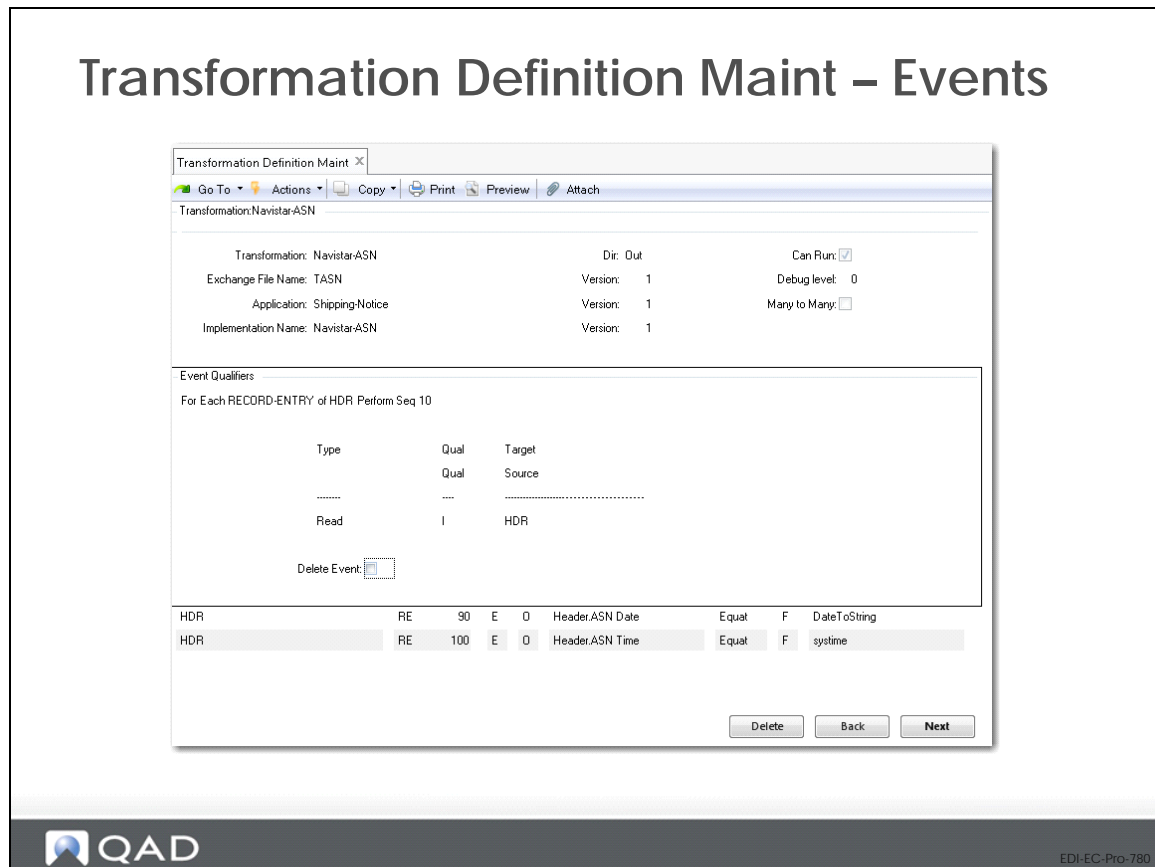 Transformation Definition Maint – Events
Transformation Definition Maint
Go To Actions Copy Print Preview Attach
Transformation:Navistar-ASN
Transformation: Navistar-ASN Dir: Out Can Run:
Exchange File Name: TASN Version: 1 Debug level: 0
Application: Shipping-Notice Version: 1 Many to Many:
Implementation Name: Navistar-ASN Version: 1
Event Qualifiers
For Each RECORD-ENTRY of HDR Perform Seq 10
Type Qual Target
Qual Source
-------- ---- ------------------------------------
Read I HDR
Delete Event:
HDR RE 90 E O Header.ASN Date Equat F DateToString
HDR RE 100 E O Header.ASN Time Equat F systime
Delete Back Next
QAD
EDI-EC-Pro-780